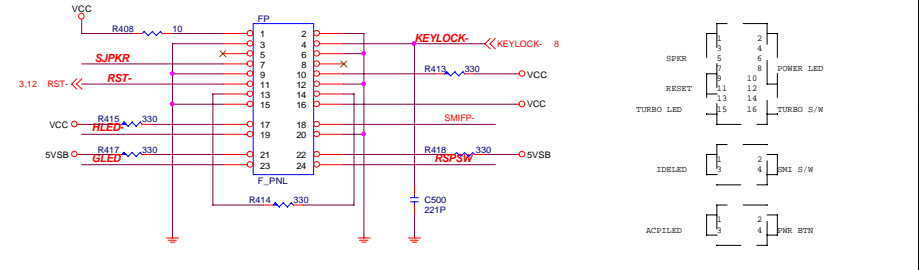 VCC
FP
R408 10
1 2
3 4
5 6
7 8
9 10
11 12
13 14
15 16
17 18
19 20
21 22
23 24
F_PNL
SJPKR
3,12 RST-
RST-
VCC R415 330
HLED-
5VSB R417 330
GLED
R414 330
KEYLOCK-
KEYLOCK- 8
R413 330
VCC
VCC
SMIFP-
R418 330
5VSB
RSPSW
C500
221P
1 2
3 4
5 6
7 8
9 10
11 12
13 14
15 16
SPKR
RESET
TURBO LED
POWER LED
TURBO S/W
IDELED
1 2
3 4
SMI S/W
ACPILED
1 2
3 4
PWR BTN